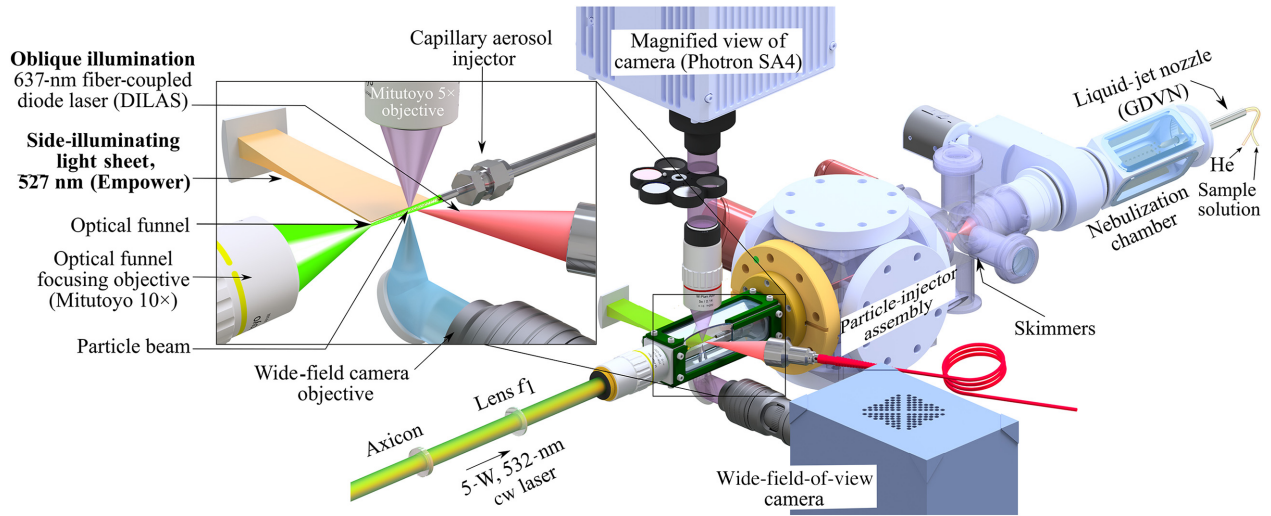 Oblique illumination
637-nm fiber-coupled
diode laser (DILAS)
Side-illuminating
light sheet,
527 nm (Empower)
Optical funnel
Optical funnel
focusing objective
(Mitutoyo 10×)
Particle beam
Capillary aerosol
injector
Mitutoyo 5×
objective
Wide-field camera
objective
Magnified view of
camera (Photron SA4)
Liquid-jet nozzle
(GDVN)
He
Sample
solution
Nebulization
chamber
Skimmers
Particle-injector
assembly
Lens f1
Axicon
5-W, 532-nm
cw laser
Wide-field-of-view
camera